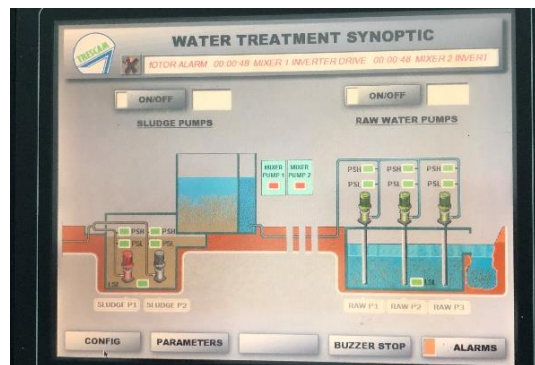 WATER TREATMENT SYNOPTIC
TRESCAM
IOTOR ALARM 00:00:48 MIXER 1 INVERTER DRIVE 00:00:48 MIXER 2 INVERT
ON/OFF
ON/OFF
SLUDGE PUMPS
RAW WATER PUMPS
MIXER PUMP 1
MIXER PUMP 2
PSH PSH PSH
PSL PSL PSL
PSH PSH
PSL PSL
LSL
LSL
SLUDGE P1 SLUDGE P2
RAW P1 RAW P2 RAW P3
CONFIG
PARAMETERS
BUZZER STOP
ALARMS